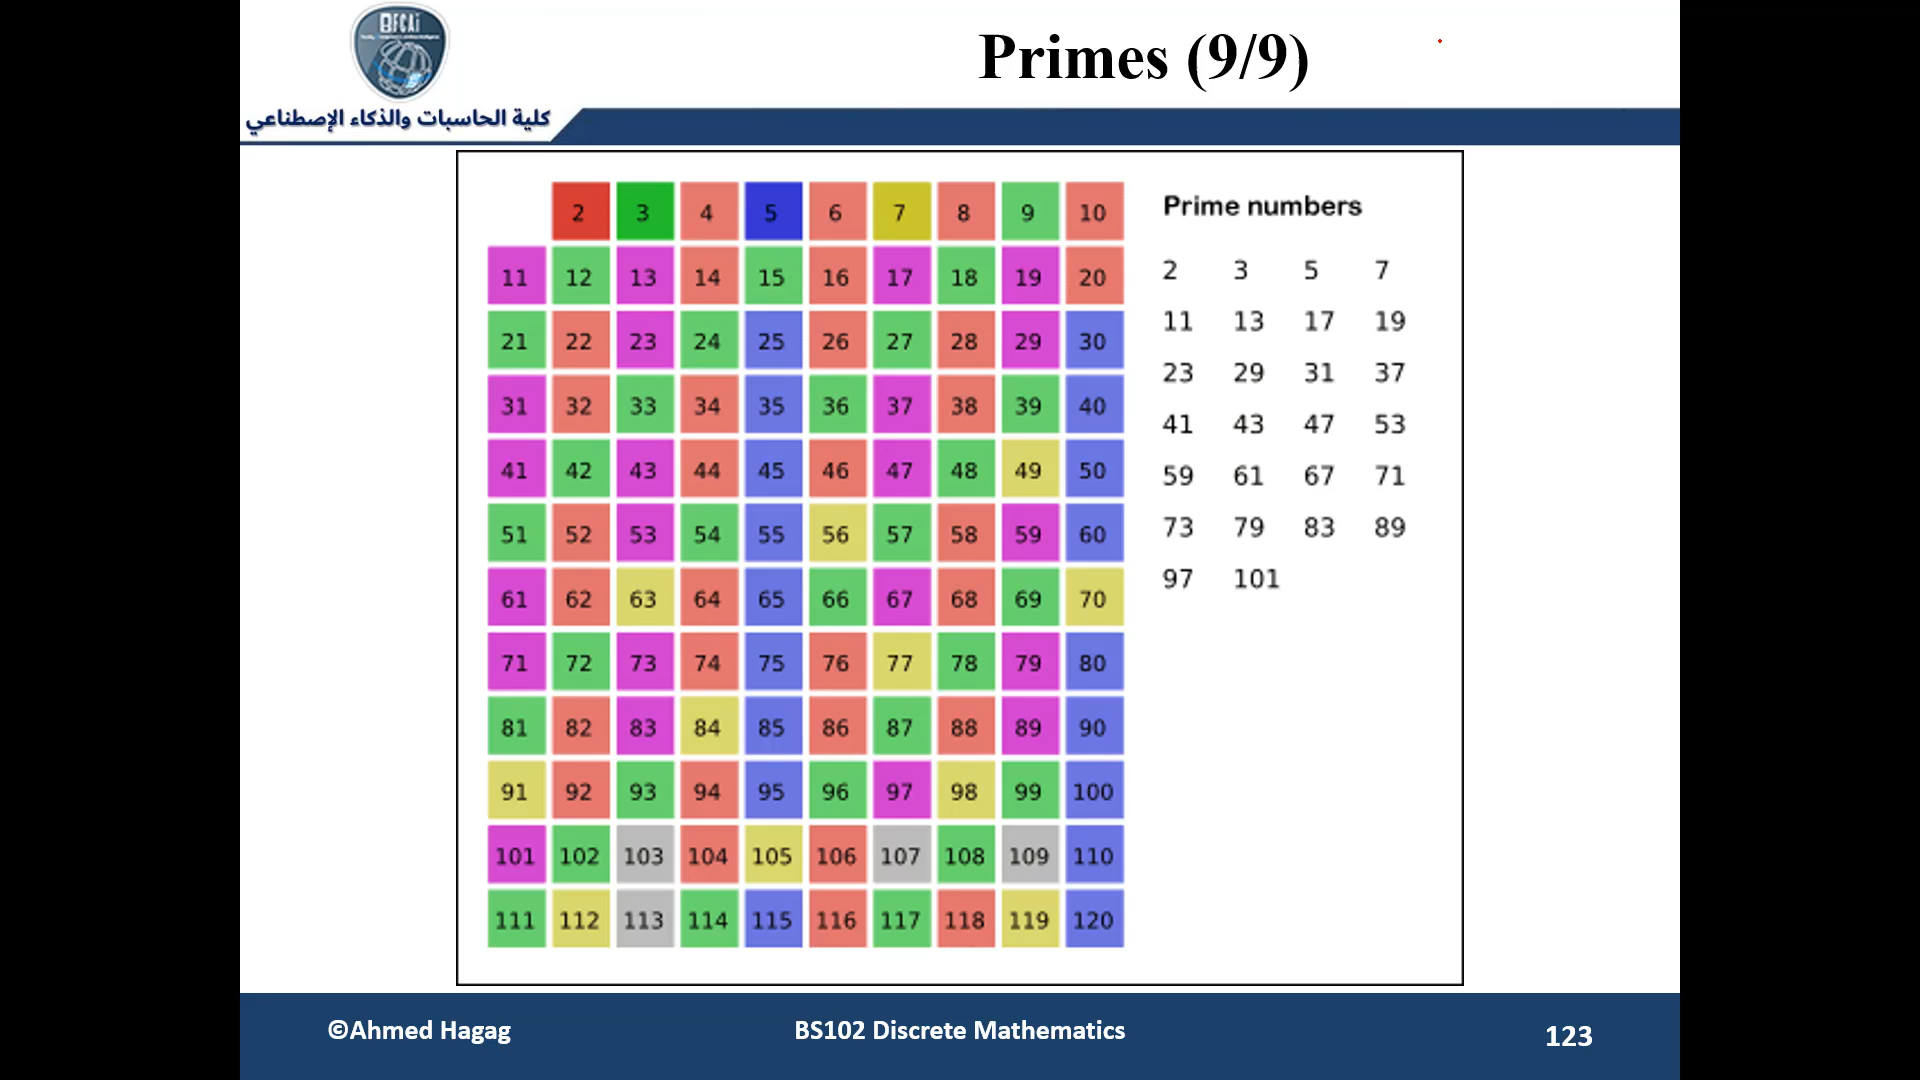 FCAi
Primes (9/9)
كلية الحاسبات والذكاء الإصطناعي
2 3 4 5 6 7 8 9 10
11 12 13 14 15 16 17 18 19 20
21 22 23 24 25 26 27 28 29 30
31 32 33 34 35 36 37 38 39 40
41 42 43 44 45 46 47 48 49 50
51 52 53 54 55 56 57 58 59 60
61 62 63 64 65 66 67 68 69 70
71 72 73 74 75 76 77 78 79 80
81 82 83 84 85 86 87 88 89 90
91 92 93 94 95 96 97 98 99 100
101 102 103 104 105 106 107 108 109 110
111 112 113 114 115 116 117 118 119 120
Prime numbers
2 3 5 7
11 13 17 19
23 29 31 37
41 43 47 53
59 61 67 71
73 79 83 89
97 101
©Ahmed Hagag
BS102 Discrete Mathematics
123